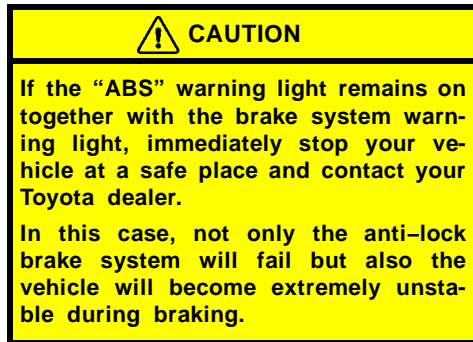 CAUTION
If the “ABS” warning light remains on
together with the brake system warn-
ing light, immediately stop your ve-
hicle at a safe place and contact your
Toyota dealer.
In this case, not only the anti–lock
brake system will fail but also the
vehicle will become extremely unsta-
ble during braking.